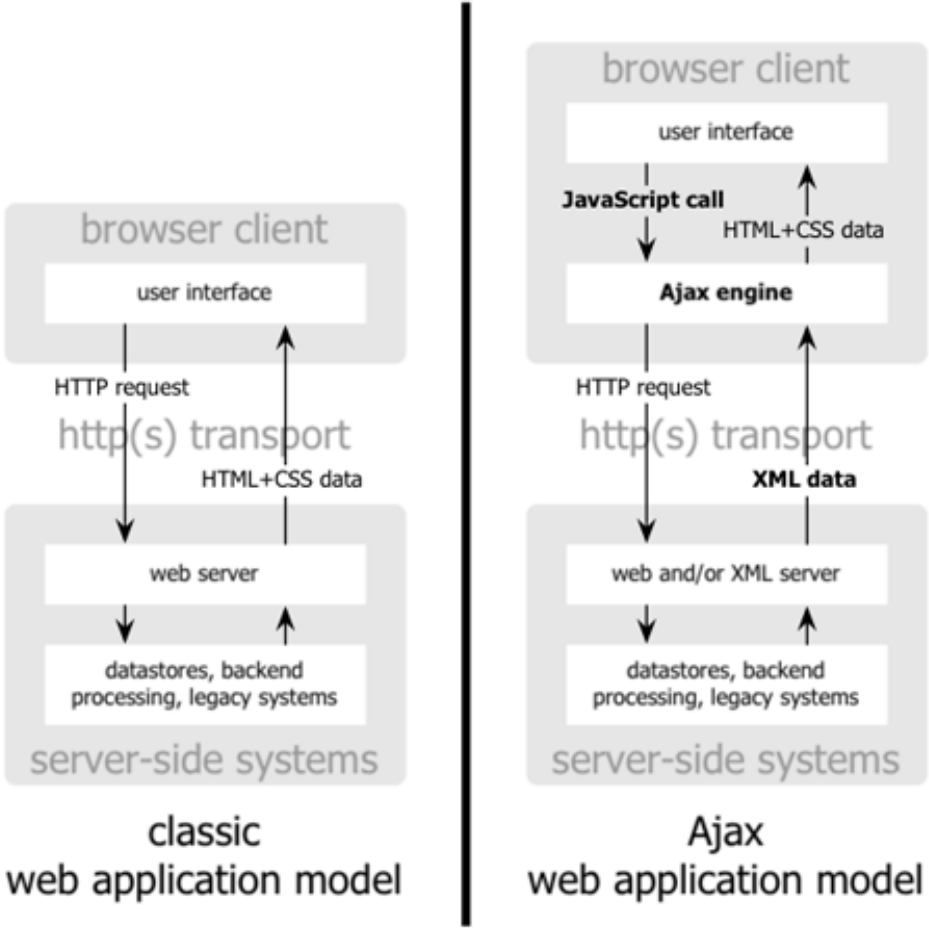 browser client
user interface
HTTP request
http(s) transport
HTML+CSS data
web server
datastores, backend
processing, legacy systems
server-side systems
classic
web application model
browser client
user interface
JavaScript call
HTML+CSS data
Ajax engine
HTTP request
http(s) transport
XML data
web and/or XML server
datastores, backend
processing, legacy systems
server-side systems
Ajax
web application model